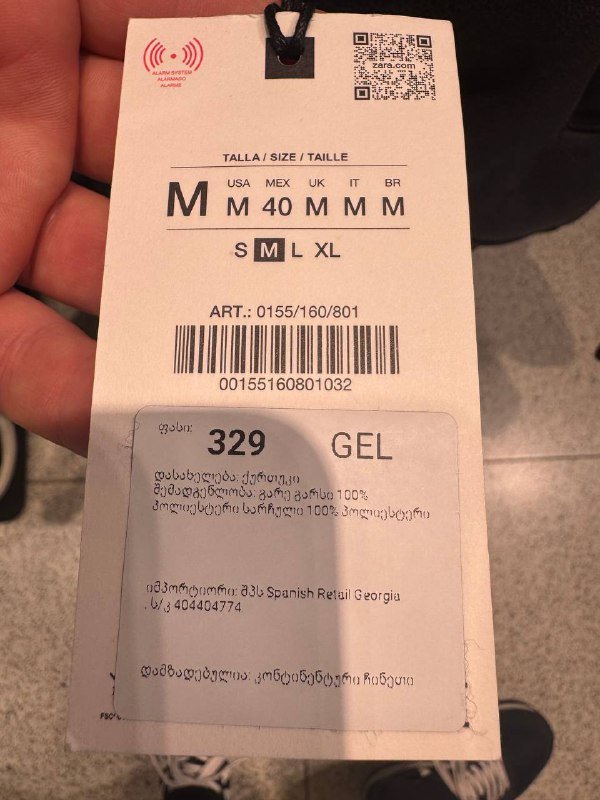 ALARM SYSTEM
ALARMADO
ALARME
zara.com
TALLA / SIZE / TAILLE
USA MEX UK IT BR
M M 40 M M M
S M L XL
ART.: 0155/160/801
00155160801032
ფასი: 329 GEL
დასახელება: ქურთუკი
შემადგენლობა: გარე გარსი 100%
პოლიესტერი სარჩული 100% პოლიესტერი
იმპორტიორი: შპს Spanish Retail Georgia
. ს/კ 404404774
დამზადებულია: კონტინენტური ჩინეთი